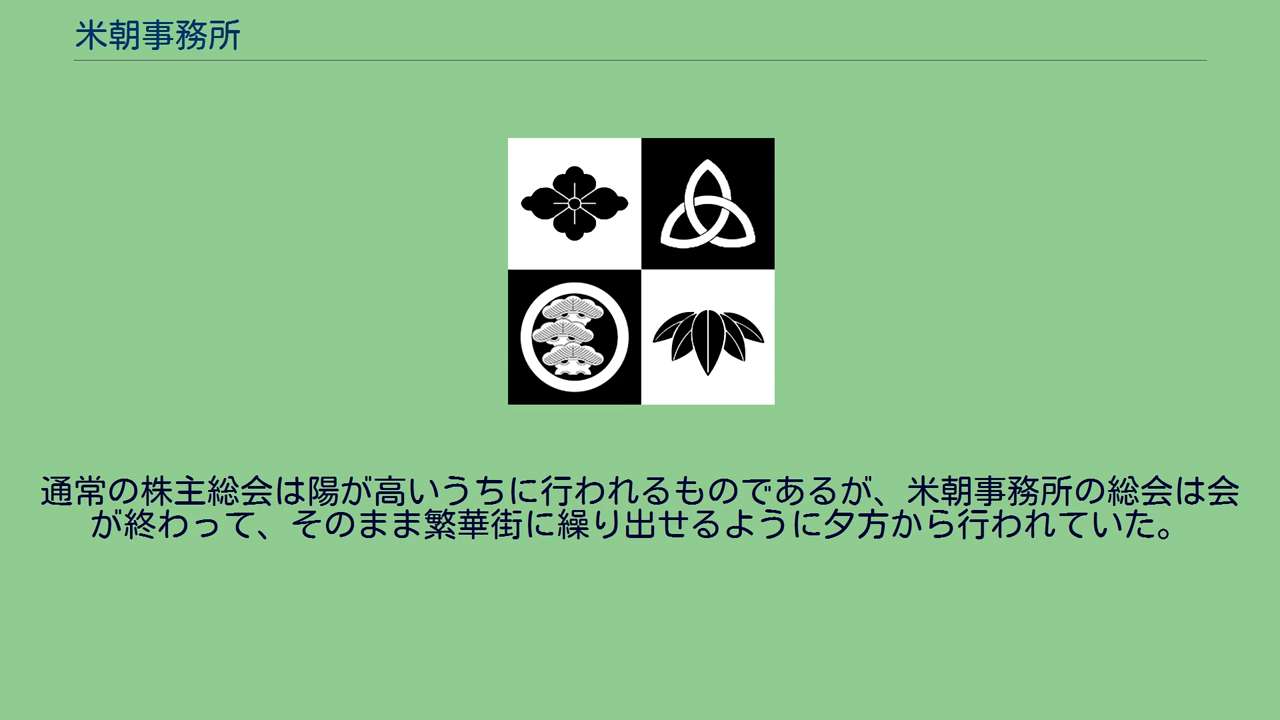 米朝事務所
通常の株主総会は陽が高いうちに行われるものであるが、米朝事務所の総会は会
が終わって、そのまま繁華街に繰り出せるように夕方から行われていた。